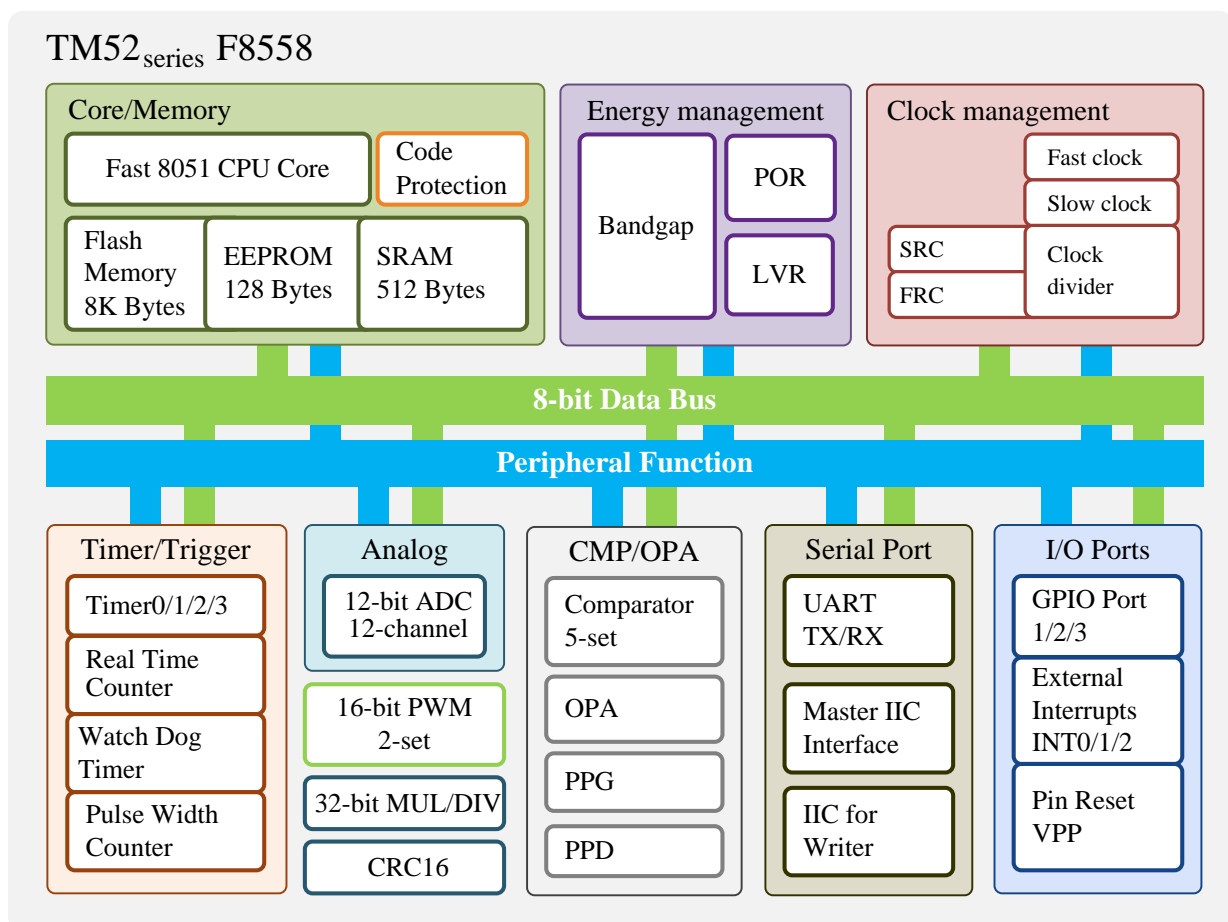 TM52series F8558
Core/Memory
Fast 8051 CPU Core
Code
Protection
Flash
Memory
8K Bytes
EEPROM
128 Bytes
SRAM
512 Bytes
Energy management
Bandgap
POR
LVR
Clock management
Fast clock
Slow clock
SRC
FRC
Clock
divider
8-bit Data Bus
Peripheral Function
Timer/Trigger
Timer0/1/2/3
Real Time
Counter
Watch Dog
Timer
Pulse Width
Counter
Analog
12-bit ADC
12-channel
16-bit PWM
2-set
32-bit MUL/DIV
CRC16
CMP/OPA
Comparator
5-set
OPA
PPG
PPD
Serial Port
UART
TX/RX
Master IIC
Interface
IIC for
Writer
I/O Ports
GPIO Port
1/2/3
External
Interrupts
INT0/1/2
Pin Reset
VPP